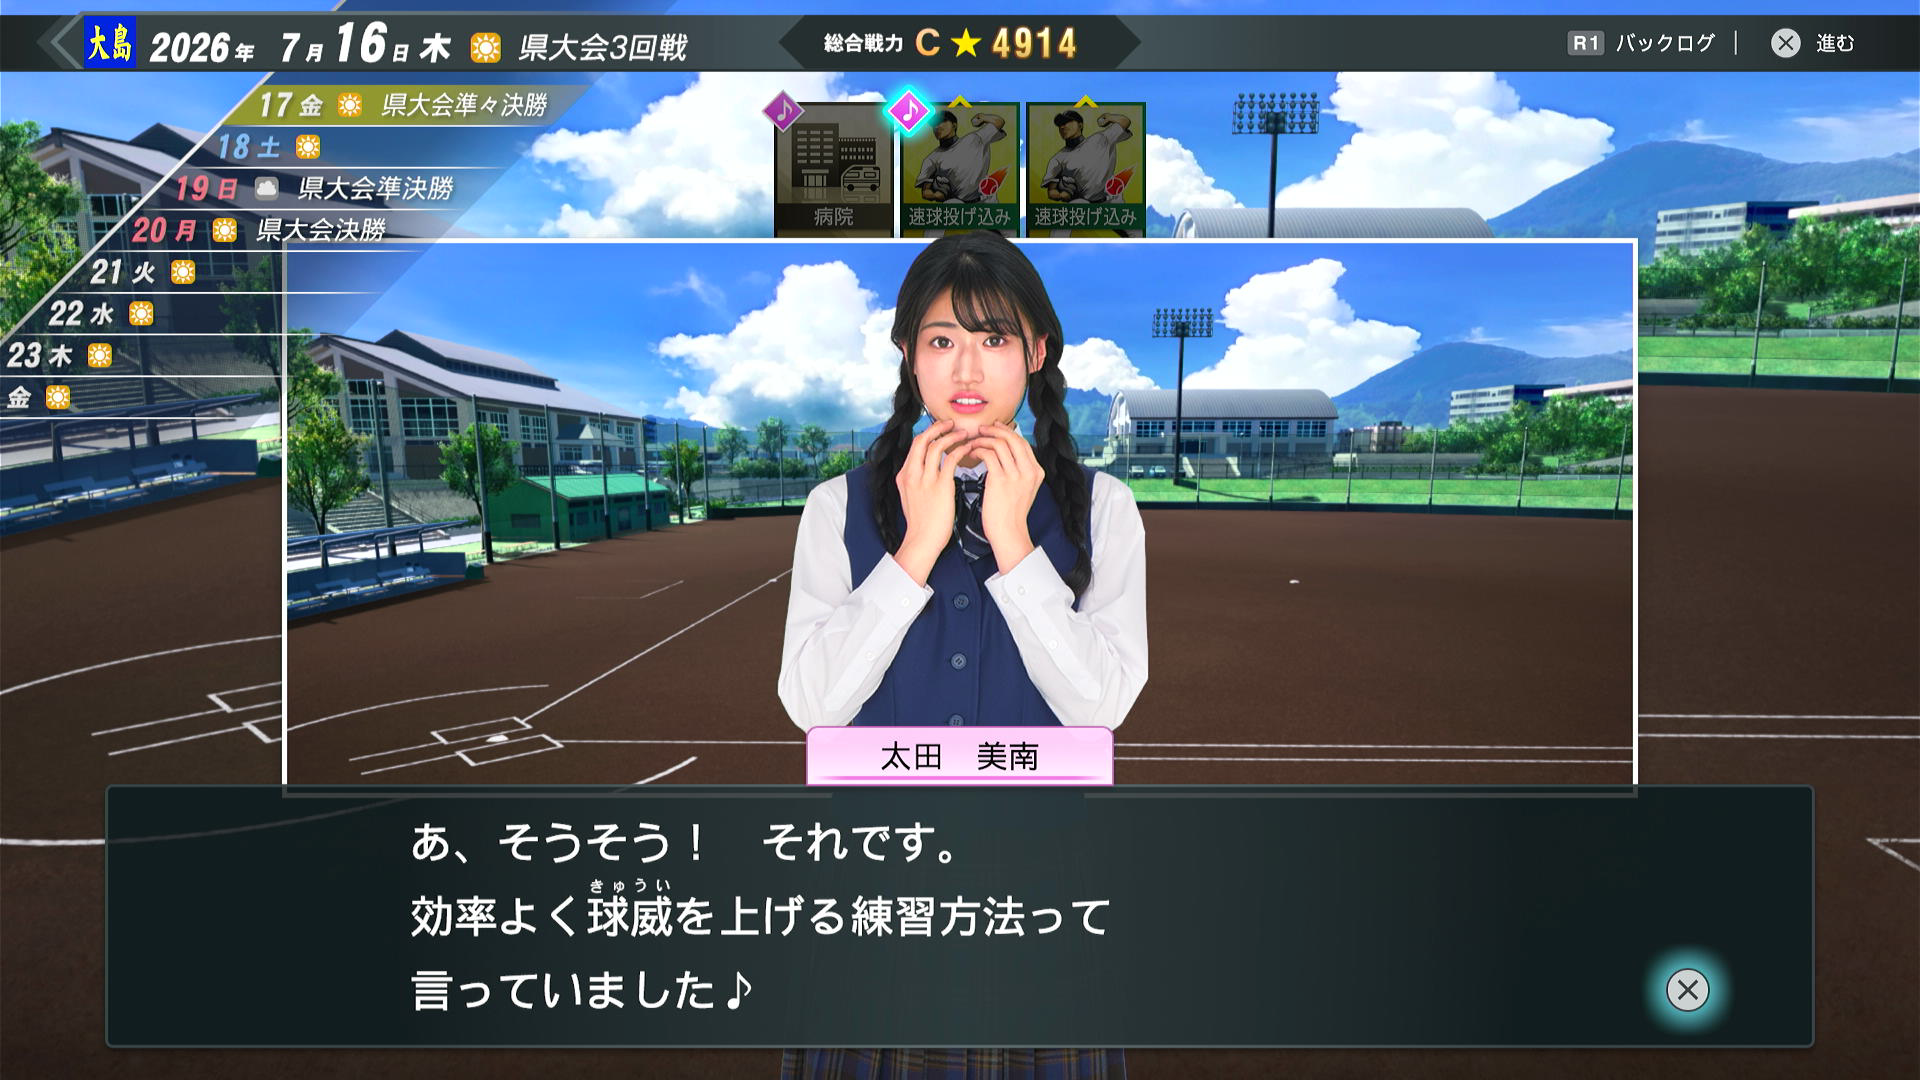 大島 2026年 7月16日 木 県大会3回戦
総合戦力 C ★ 4914
R1 バックログ | 進む
17 金 県大会準々決勝
18 土
19 日 県大会準決勝
20 月 県大会決勝
21 火
22 水
23 木
金
病院
速球投げ込み
速球投げ込み
太田 美南
あ、そうそう! それです。
きゅうい
効率よく球威を上げる練習方法って
言っていました♪